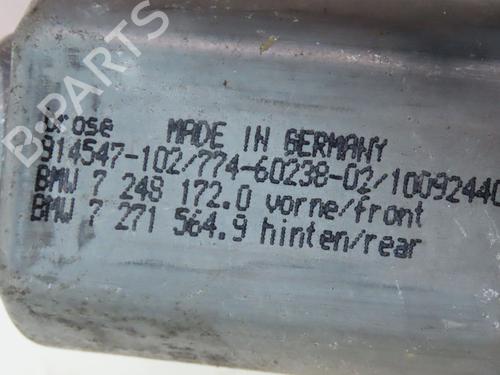 Brose MADE IN GERMANY
914547-102/774-60238-02/10092440
BMW 7 248 172.0 vorne/front
BMW 7 271 564.9 hinten/rear
B-PARTS